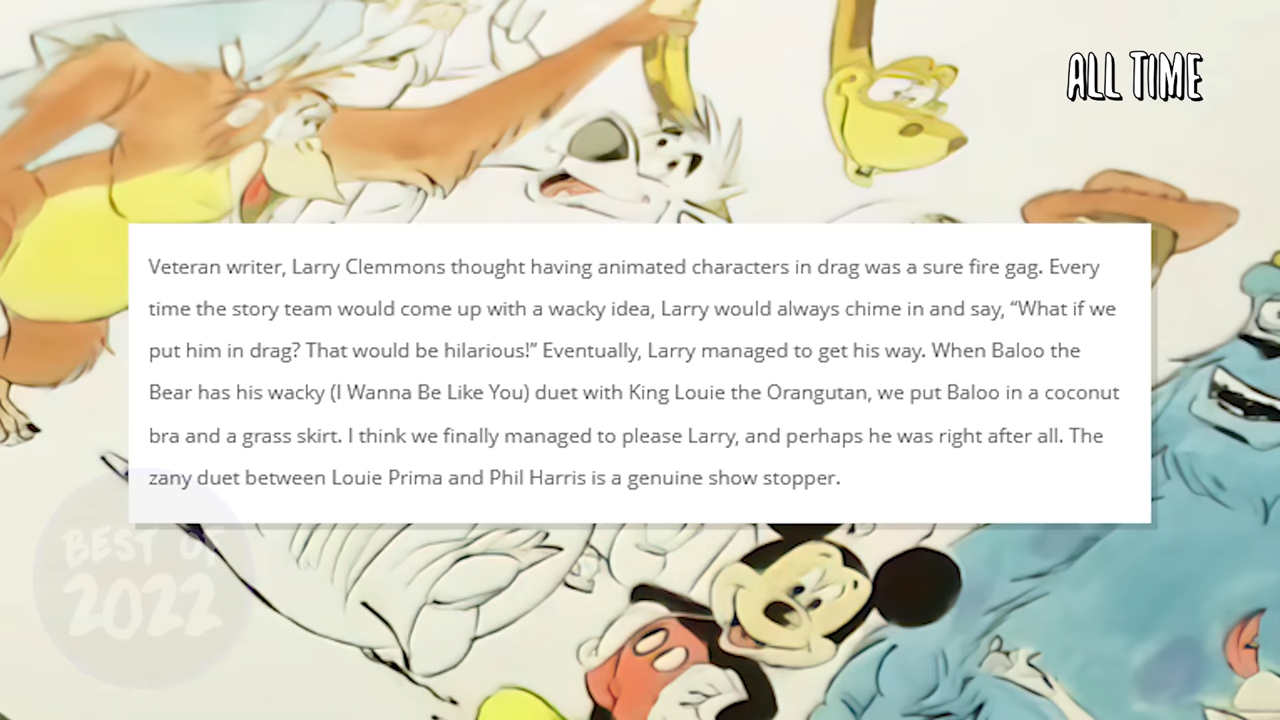 ALL TIME
Veteran writer, Larry Clemmons thought having animated characters in drag was a sure fire gag. Every
time the story team would come up with a wacky idea, Larry would always chime in and say, “What if we
put him in drag? That would be hilarious!” Eventually, Larry managed to get his way. When Baloo the
Bear has his wacky (I Wanna Be Like You) duet with King Louie the Orangutan, we put Baloo in a coconut
bra and a grass skirt. I think we finally managed to please Larry, and perhaps he was right after all. The
zany duet between Louie Prima and Phil Harris is a genuine show stopper.
BEST OF
2022